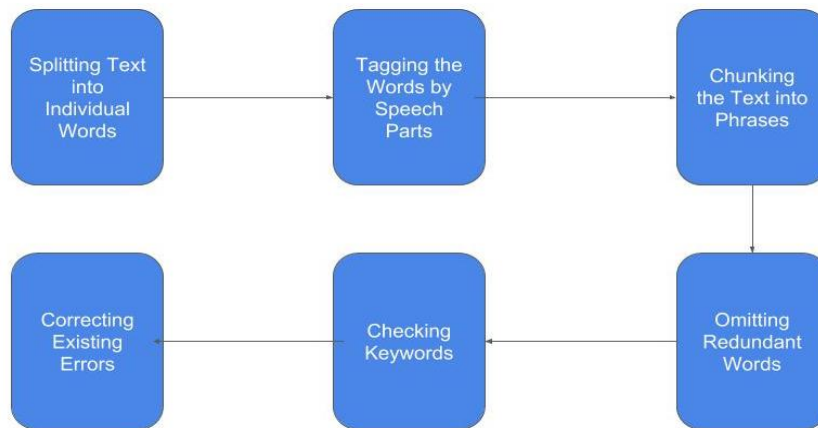 Splitting Text
into
Individual
Words
Tagging the
Words by
Speech
Parts
Chunking
the Text into
Phrases
Omitting
Redundant
Words
Checking
Keywords
Correcting
Existing
Errors